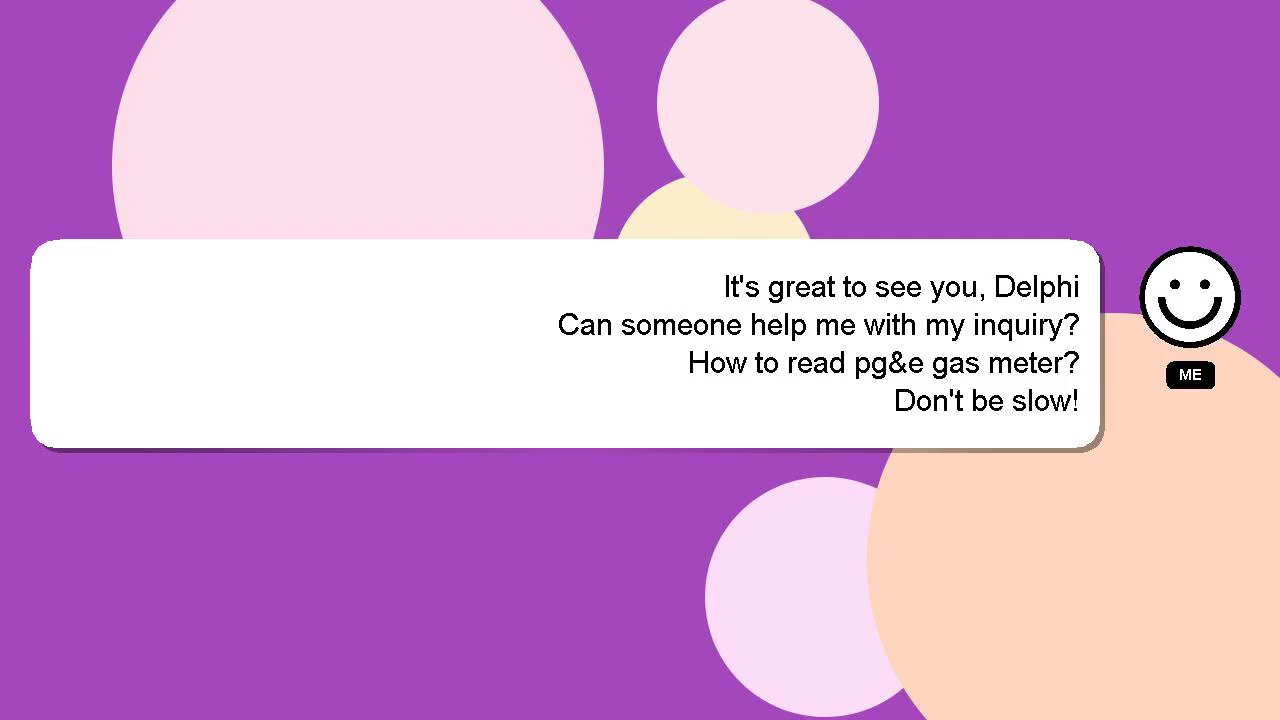 It's great to see you, Delphi
Can someone help me with my inquiry?
How to read pg&e gas meter?
Don't be slow!
ME